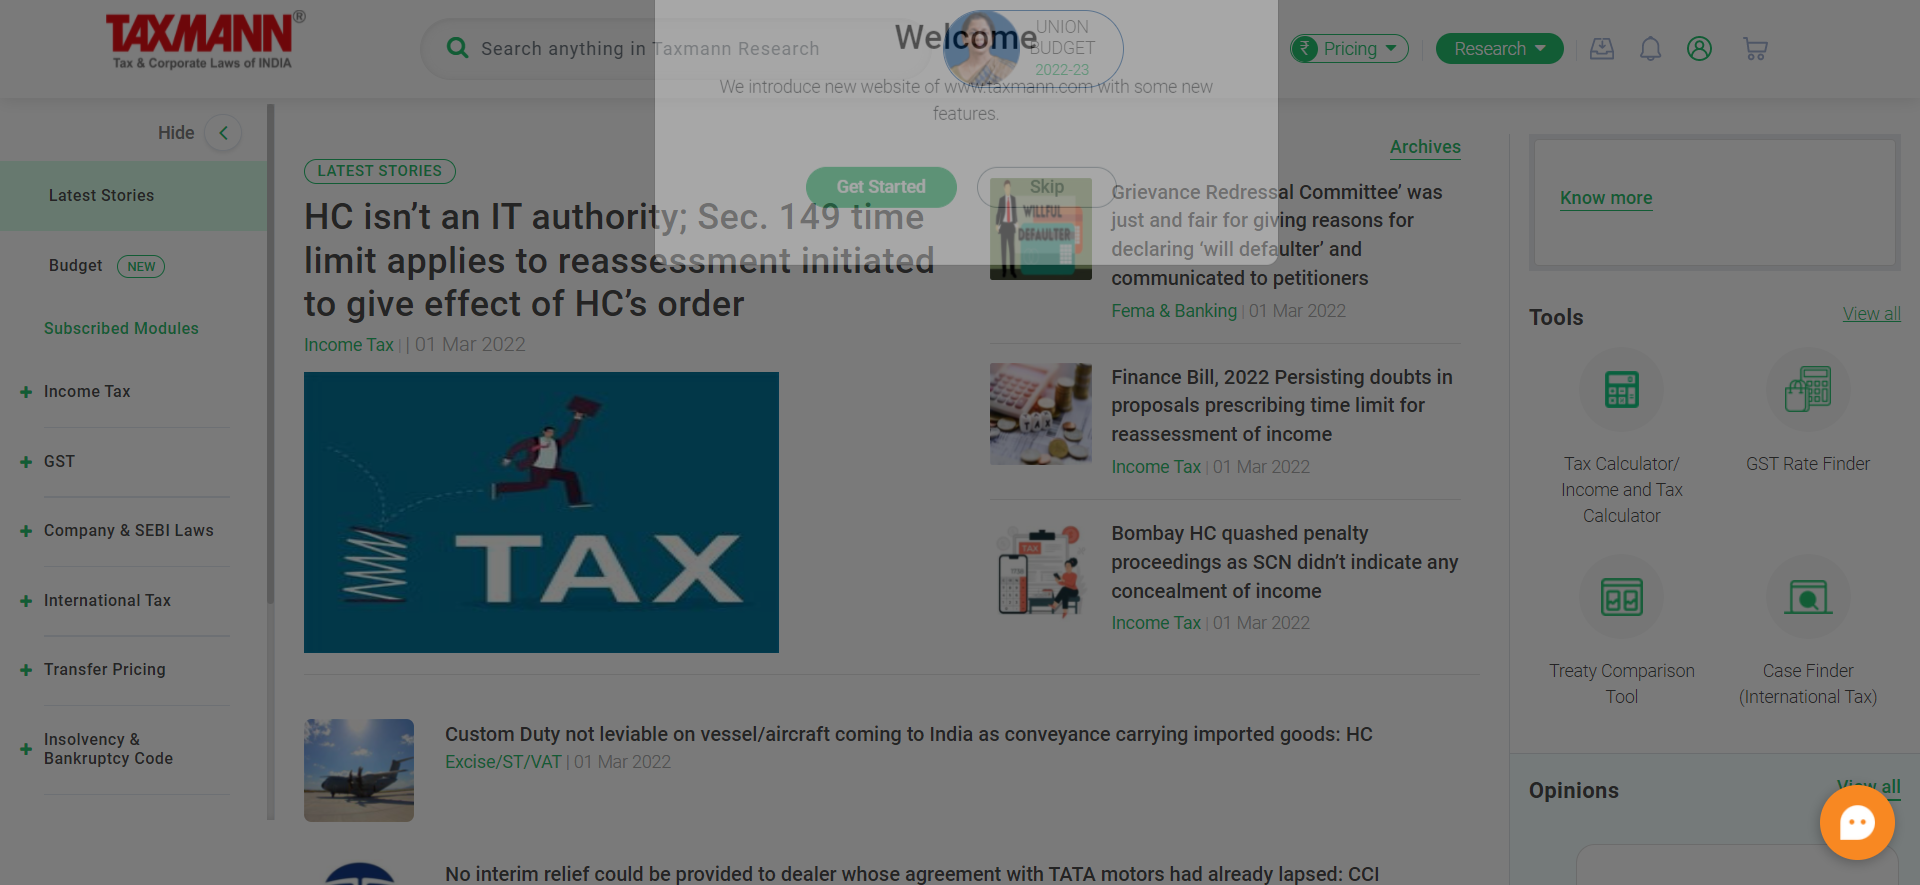 TAXMANN®
Tax & Corporate Laws of INDIA
Search anything in Taxmann Research
UNION
BUDGET
2022-23
₹ Pricing
Research
Welcome
We introduce new website of www.taxmann.com with some new
features.
Get Started
Skip
Hide
Latest Stories
Budget NEW
Subscribed Modules
Income Tax
GST
Company & SEBI Laws
International Tax
Transfer Pricing
Insolvency &
Bankruptcy Code
LATEST STORIES
Archives
HC isn’t an IT authority; Sec. 149 time
limit applies to reassessment initiated
to give effect of HC’s order
Income Tax | | 01 Mar 2022
TAX
WILLFUL
DEFAULTER
Grievance Redressal Committee’ was
just and fair for giving reasons for
declaring ‘will defaulter’ and
communicated to petitioners
Fema & Banking | 01 Mar 2022
TAX
Finance Bill, 2022 Persisting doubts in
proposals prescribing time limit for
reassessment of income
Income Tax | 01 Mar 2022
TAX
Bombay HC quashed penalty
proceedings as SCN didn’t indicate any
concealment of income
Income Tax | 01 Mar 2022
Custom Duty not leviable on vessel/aircraft coming to India as conveyance carrying imported goods: HC
Excise/ST/VAT | 01 Mar 2022
No interim relief could be provided to dealer whose agreement with TATA motors had already lapsed: CCI
Know more
Tools
View all
Tax Calculator/
Income and Tax
Calculator
GST Rate Finder
Treaty Comparison
Tool
Case Finder
(International Tax)
Opinions
View all